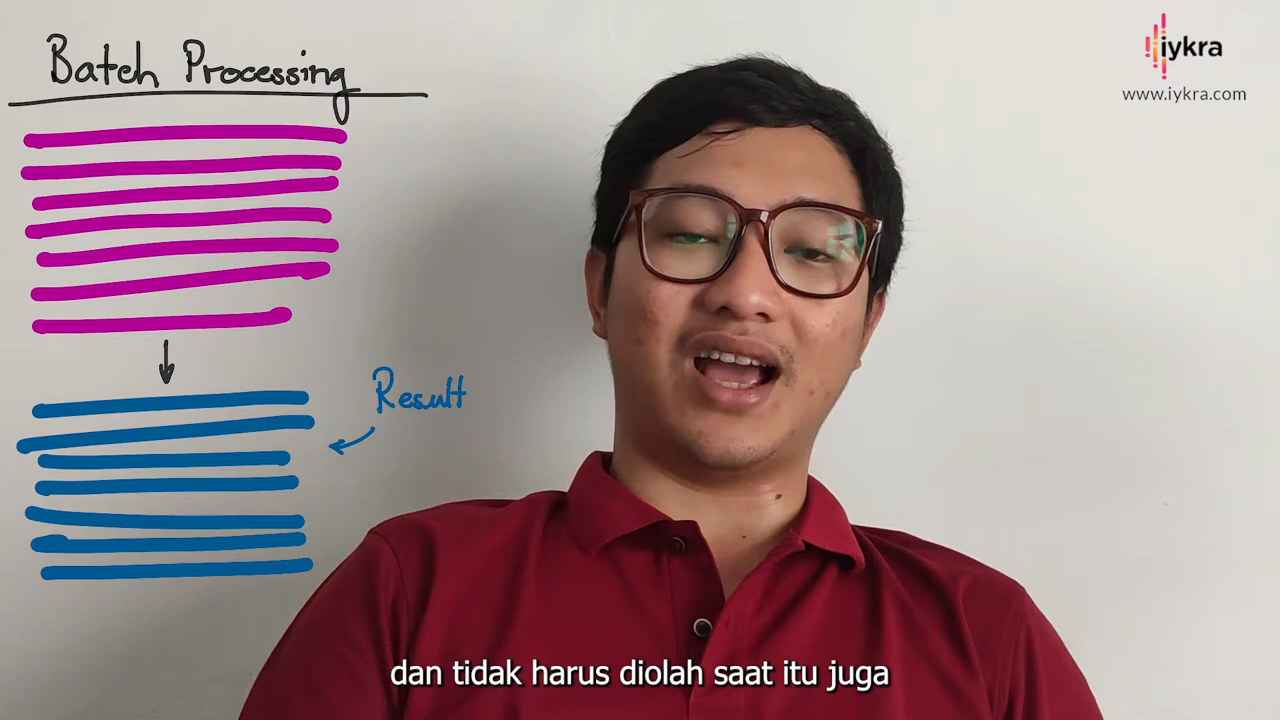 Batch Processing
iykra
www.iykra.com
Result
dan tidak harus diolah saat itu juga